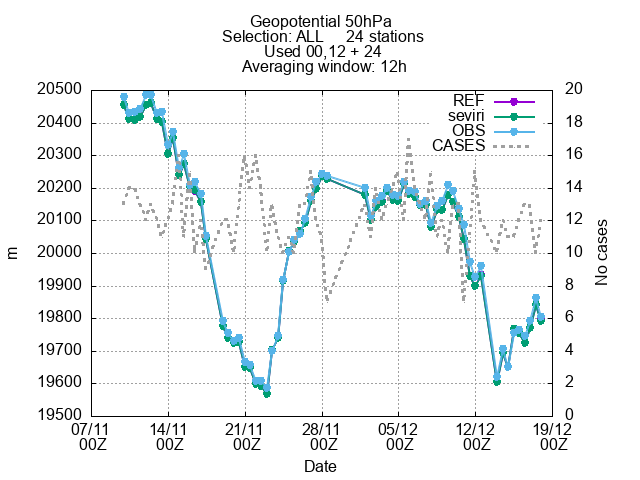 Geopotential 50hPa
Selection: ALL 24 stations
Used 00,12 + 24
Averaging window: 12h
20500 20
20400 18
20300 16
20200 14
20100 12
20000 10
19900 8
19800 6
19700 4
19600 2
19500 0
REF
seviri
OBS
CASES
m
No cases
07/11 14/11 21/11 28/11 05/12 12/12 19/12
00Z 00Z 00Z 00Z 00Z 00Z 00Z
Date